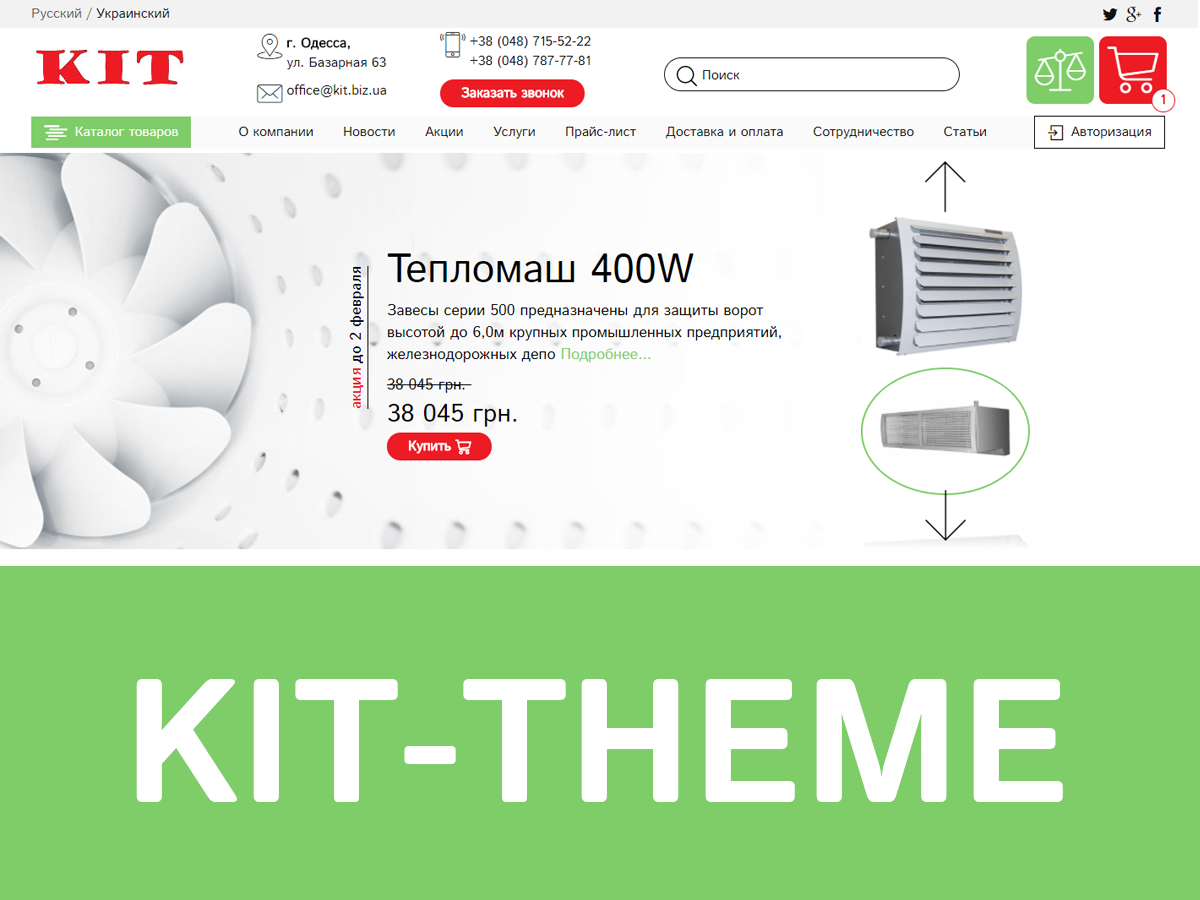 Русский / Украинский
KIT
г. Одесса,
ул. Базарная 63
office@kit.biz.ua
+38 (048) 715-52-22
+38 (048) 787-77-81
Заказать звонок
Поиск
1
Каталог товаров
О компании
Новости
Акции
Услуги
Прайс-лист
Доставка и оплата
Сотрудничество
Статьи
Авторизация
акция до 2 февраля
Тепломаш 400W
Завесы серии 500 предназначены для защиты ворот
высотой до 6,0м крупных промышленных предприятий,
железнодорожных депо Подробнее...
38 045 грн.
38 045 грн.
Купить
KIT-THEME